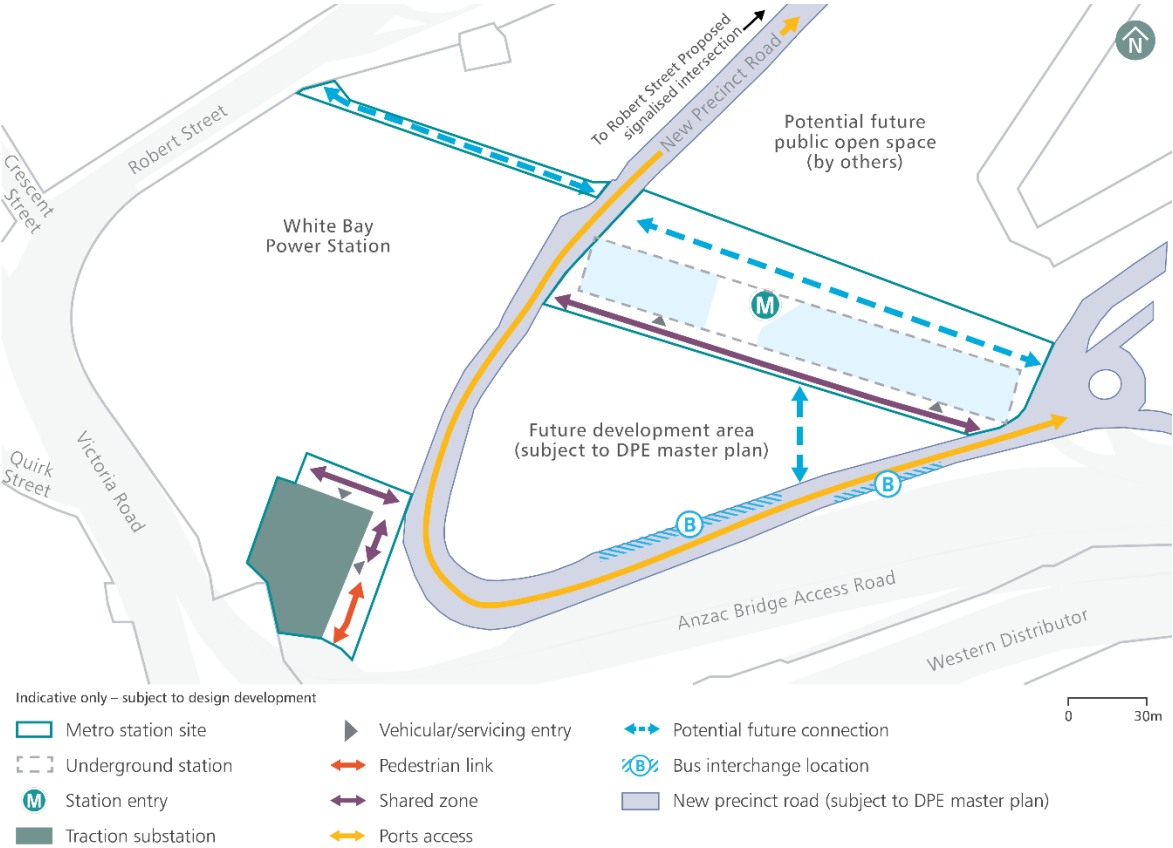 N
To Robert Street Proposed
signalised intersection
New Precinct Road
Robert Street
Crescent
Street
Potential future
public open space
(by others)
White Bay
Power Station
M
Future development area
(subject to DPE master plan)
Quirk
Street
Victoria Road
B
B
Anzac Bridge Access Road
Western Distributor
Indicative only – subject to design development
0 30m
Metro station site
Underground station
M Station entry
Traction substation
Vehicular/servicing entry
Pedestrian link
Shared zone
Ports access
Potential future connection
B Bus interchange location
New precinct road (subject to DPE master plan)